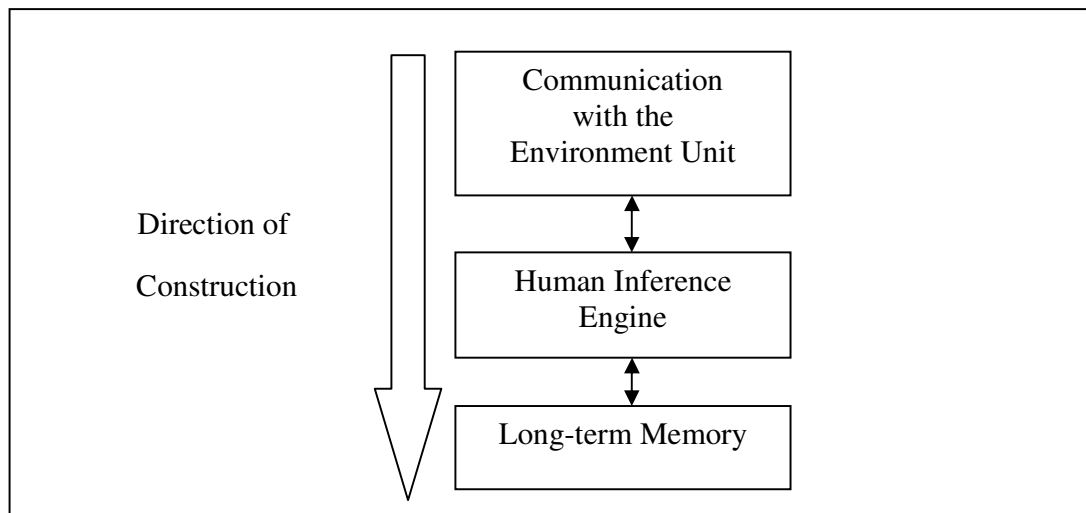 Communication
with the
Environment Unit
Direction of
Construction
Human Inference
Engine
Long-term Memory